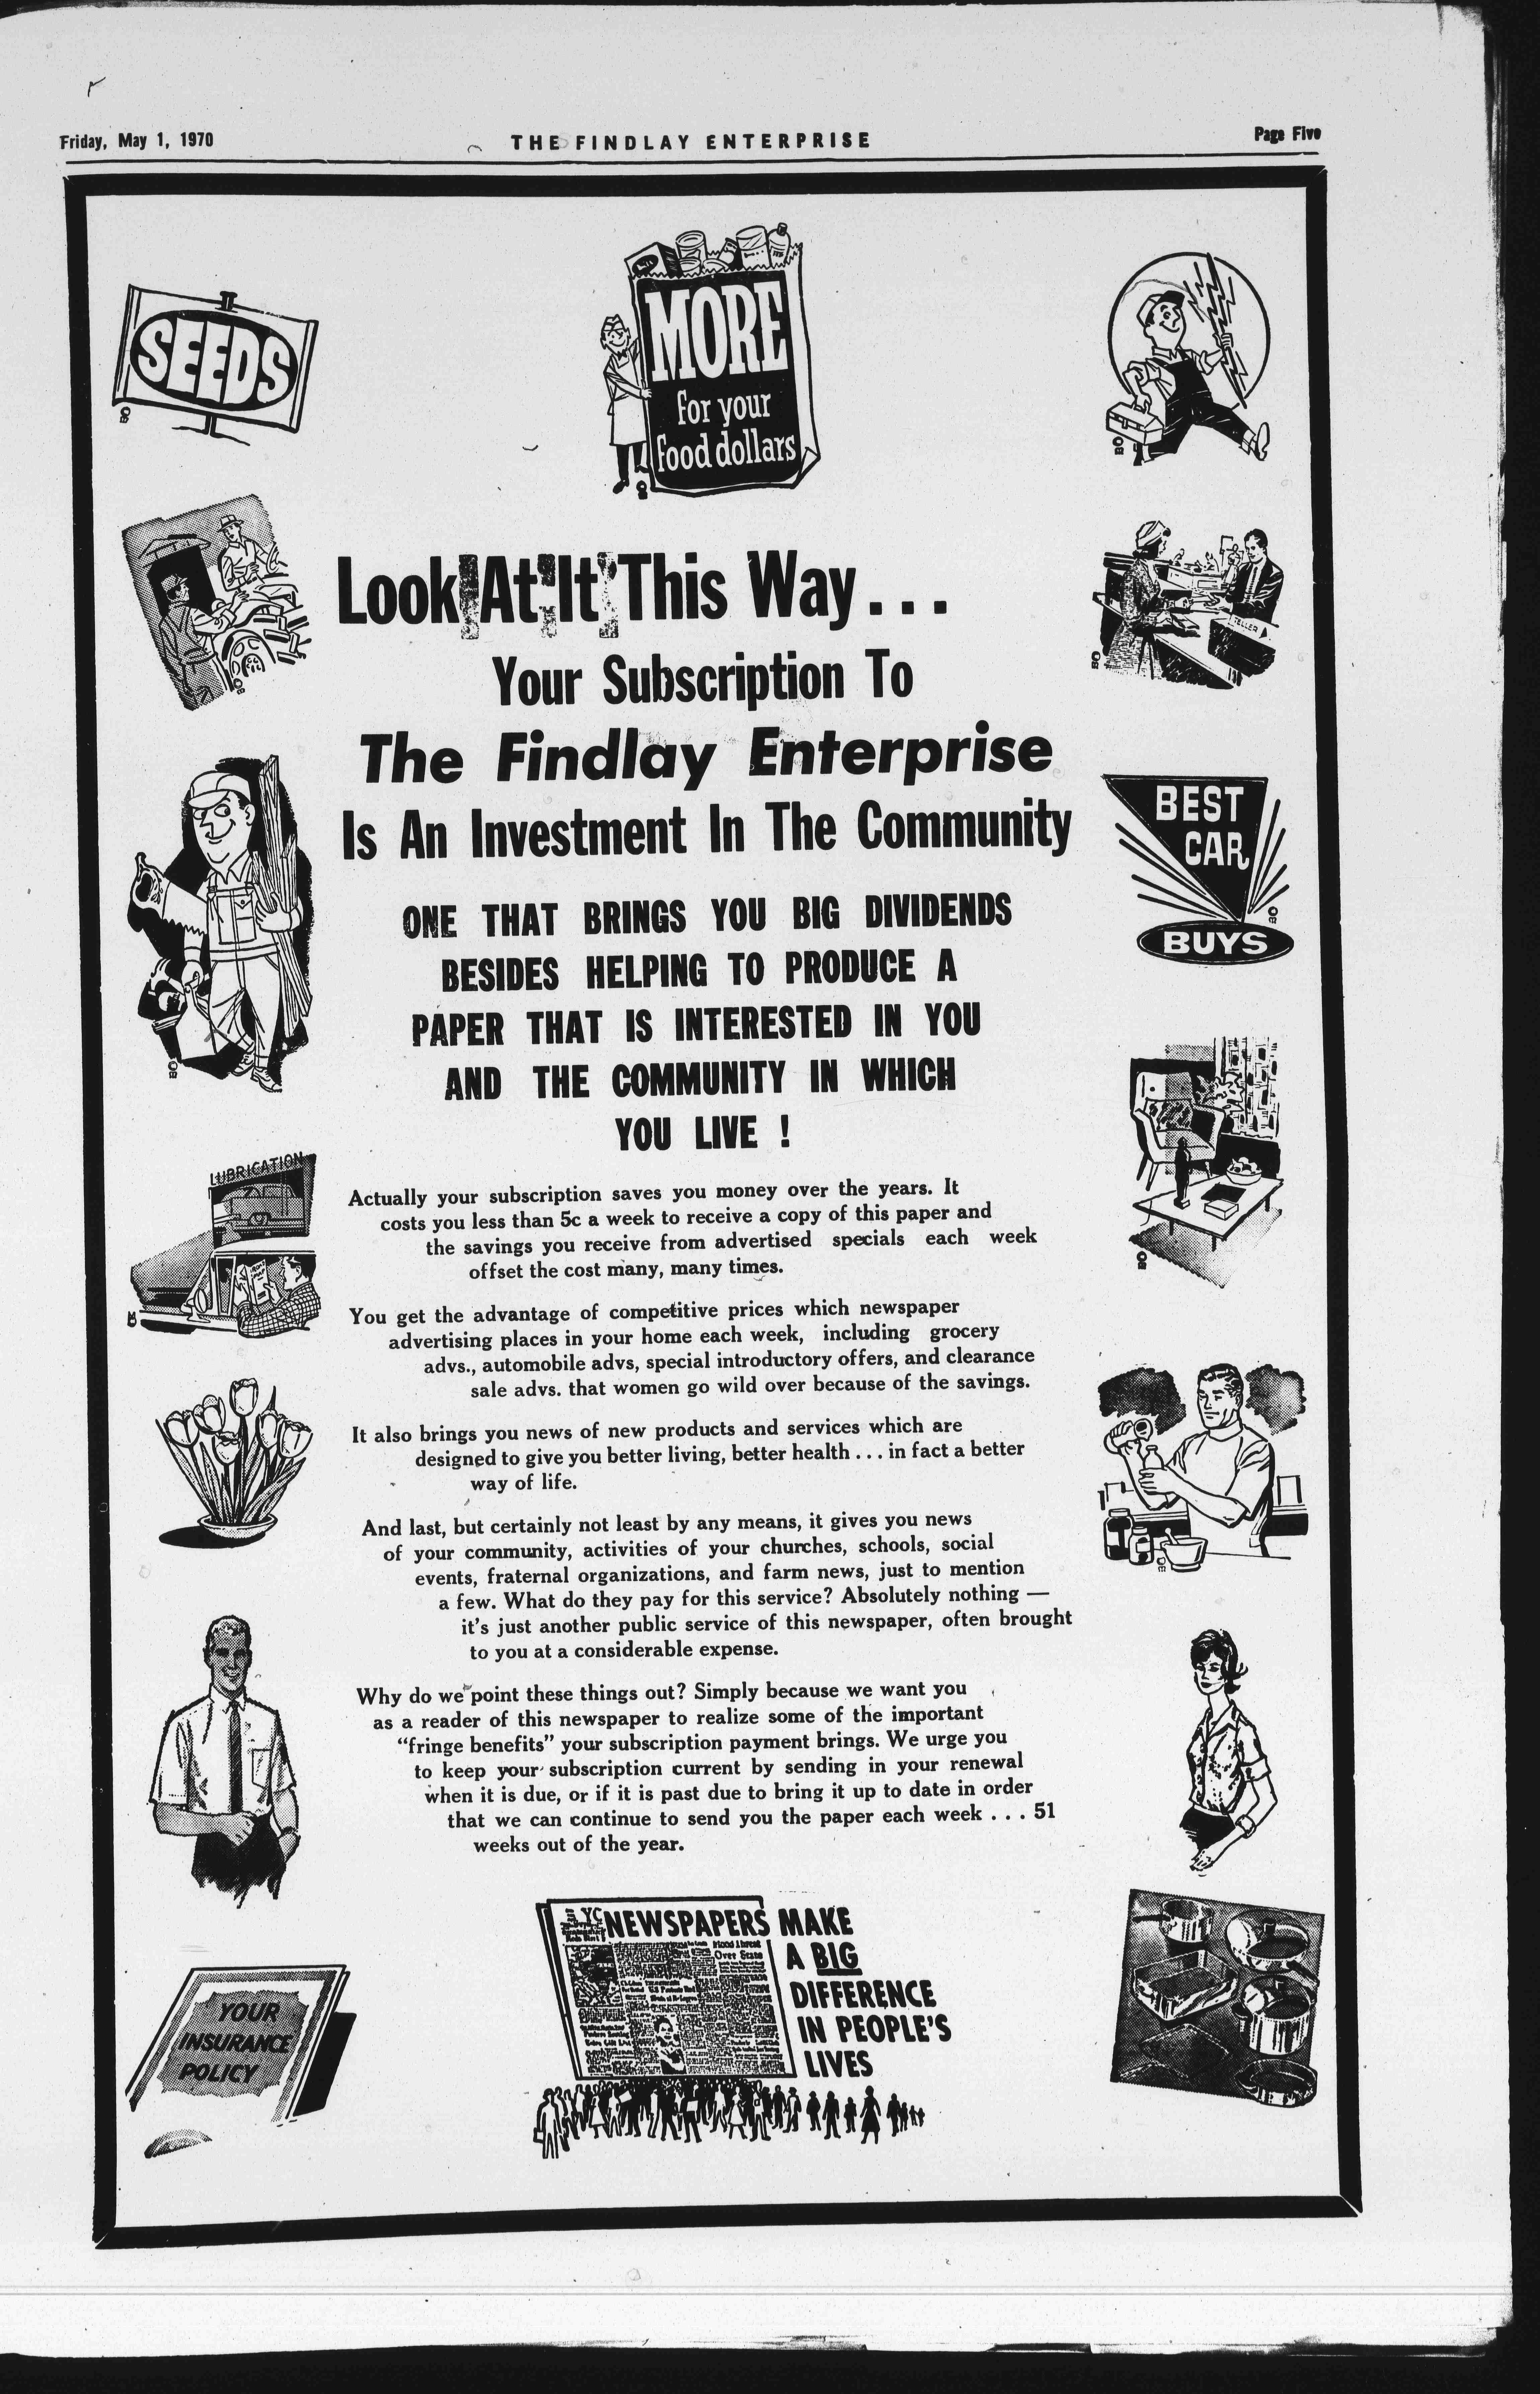 Friday, May 1, 1970
THE FINDLAY ENTERPRISE
Page Five
SEEDS
MORE
for your
food dollars
Look At It This Way . . .
Your Subscription To
The Findlay Enterprise
Is An Investment In The Community
ONE THAT BRINGS YOU BIG DIVIDENDS
BESIDES HELPING TO PRODUCE A
PAPER THAT IS INTERESTED IN YOU
AND THE COMMUNITY IN WHICH
YOU LIVE !
TELLER
BEST
CAR
BUYS
LUBRICATION
Actually your subscription saves you money over the years. It
costs you less than 5c a week to receive a copy of this paper and
the savings you receive from advertised specials each week
offset the cost many, many times.
You get the advantage of competitive prices which newspaper
advertising places in your home each week, including grocery
advs., automobile advs, special introductory offers, and clearance
sale advs. that women go wild over because of the savings.
It also brings you news of new products and services which are
designed to give you better living, better health . . . in fact a better
way of life.
And last, but certainly not least by any means, it gives you news
of your community, activities of your churches, schools, social
events, fraternal organizations, and farm news, just to mention
a few. What do they pay for this service? Absolutely nothing —
it's just another public service of this newspaper, often brought
to you at a considerable expense.
Why do we point these things out? Simply because we want you
as a reader of this newspaper to realize some of the important
“fringe benefits” your subscription payment brings. We urge you
to keep your subscription current by sending in your renewal
when it is due, or if it is past due to bring it up to date in order
that we can continue to send you the paper each week . . . 51
weeks out of the year.
YOUR
INSURANCE
POLICY
NEWSPAPERS MAKE
A BIG
DIFFERENCE
IN PEOPLE'S
LIVES
Over State